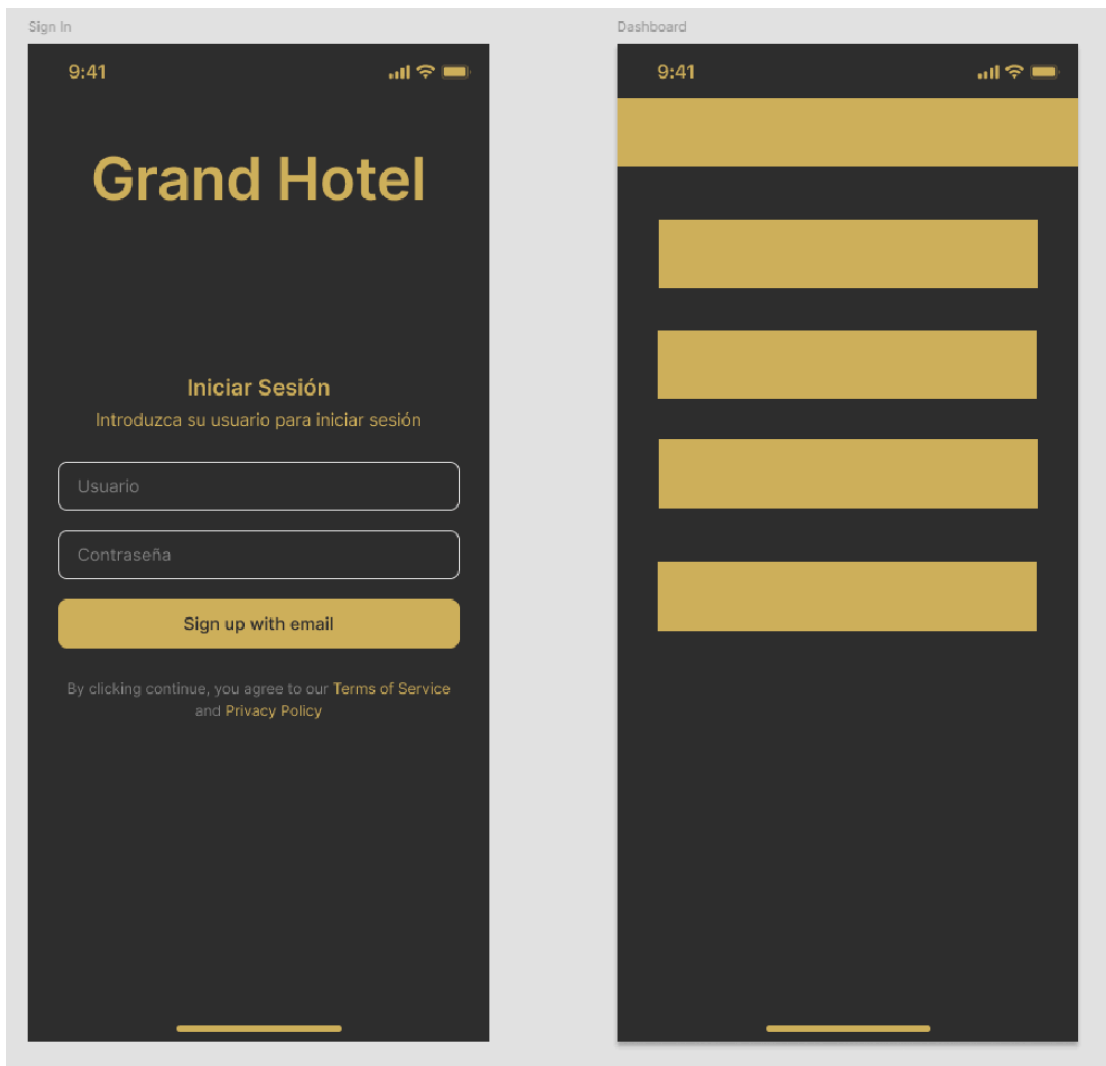 Sign In
9:41
Grand Hotel
Iniciar Sesión
Introduzca su usuario para iniciar sesión
Usuario
Contraseña
Sign up with email
By clicking continue, you agree to our Terms of Service
and Privacy Policy
Dashboard
9:41